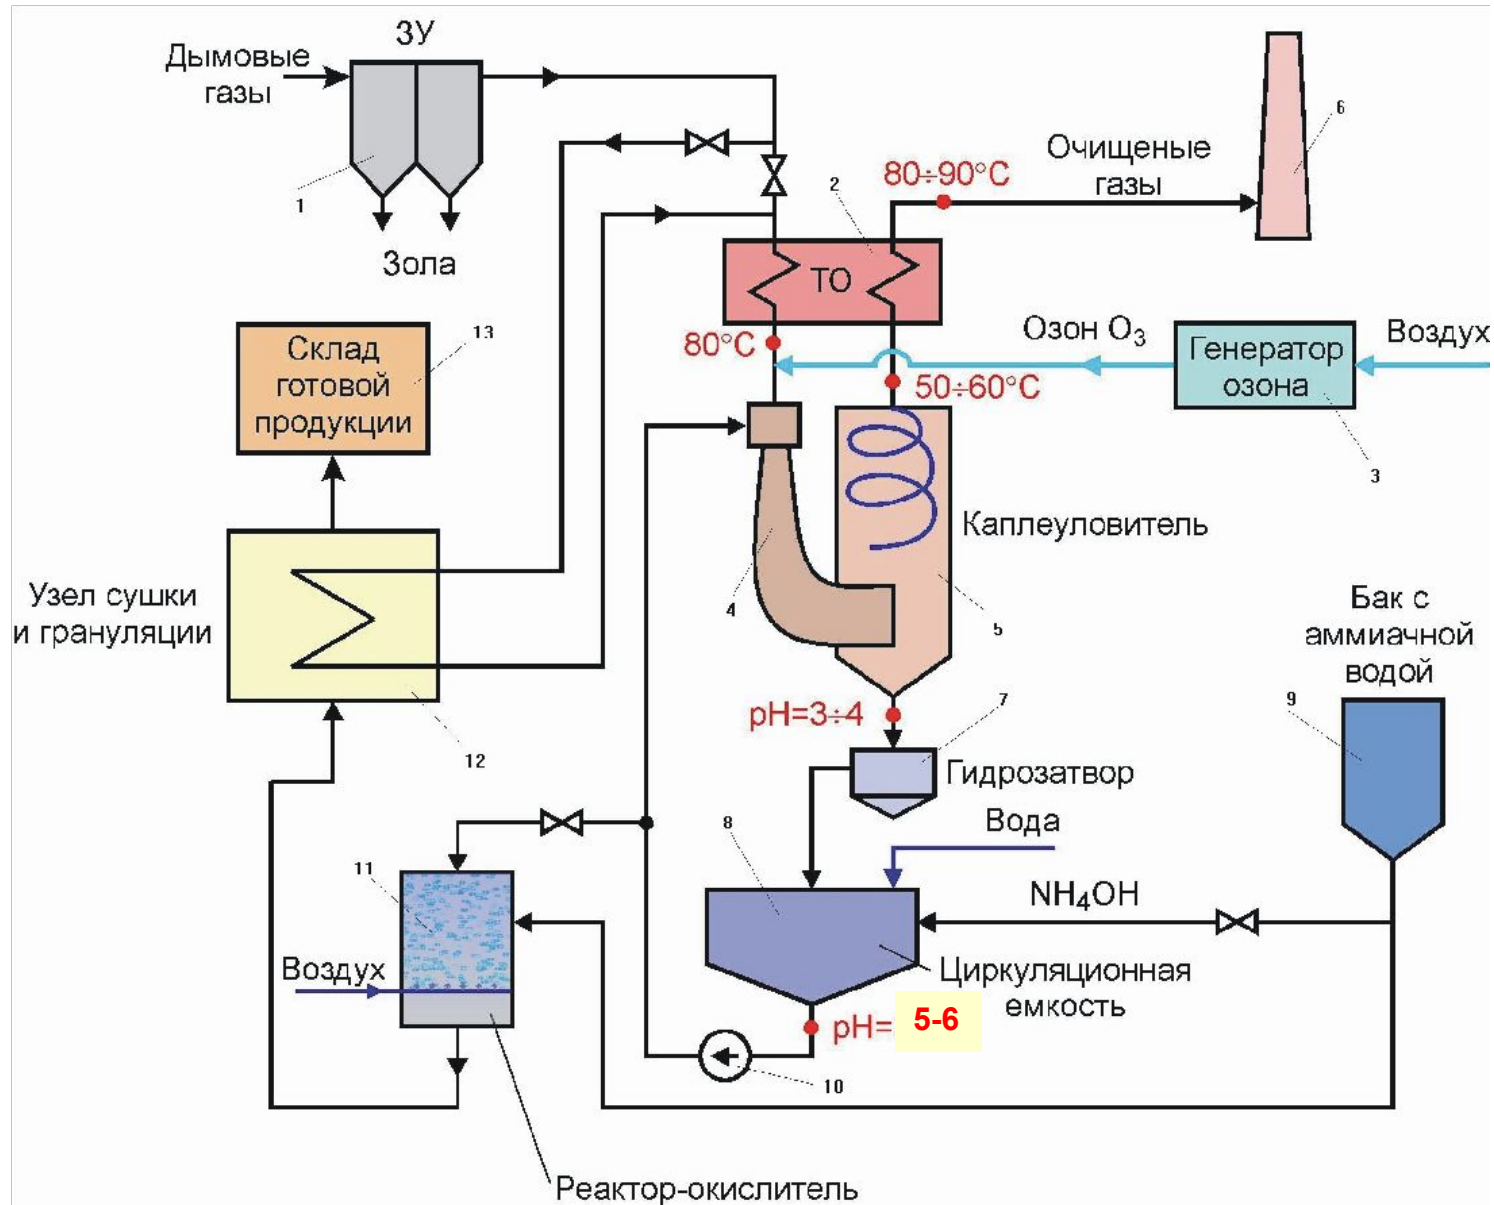 ЗУ
Дымовые
газы
1
Зола
6
Очищеные
газы
80÷90°C
2
ТО
80°C
Озон O₃
Генератор
озона
Воздух
3
50÷60°C
13
Склад
готовой
продукции
Каплеуловитель
4
5
Узел сушки
и грануляции
12
Бак с
аммиачной
водой
9
pH=3÷4
7
Гидрозатвор
Вода
8
NH₄OH
11
Воздух
Циркуляционная
емкость
pH= 5-6
10
Реактор-окислитель